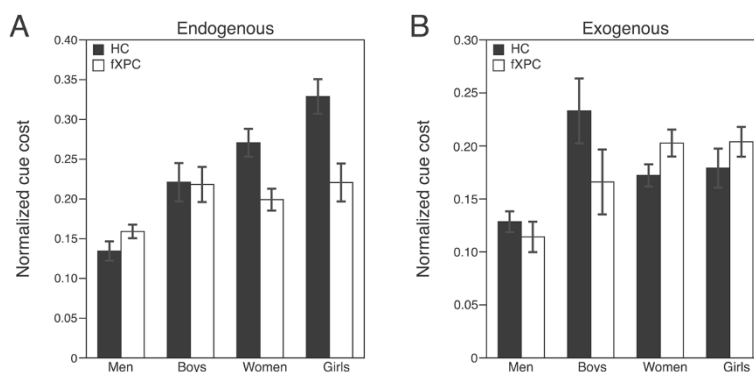 A
Endogenous
Normalized cue cost
0.40
0.35
0.30
0.25
0.20
0.15
0.10
0.05
0
HC
fXPC
Men
Boys
Women
Girls
B
Exogenous
Normalized cue cost
0.30
0.25
0.20
0.15
0.10
0.05
0
HC
fXPC
Men
Boys
Women
Girls